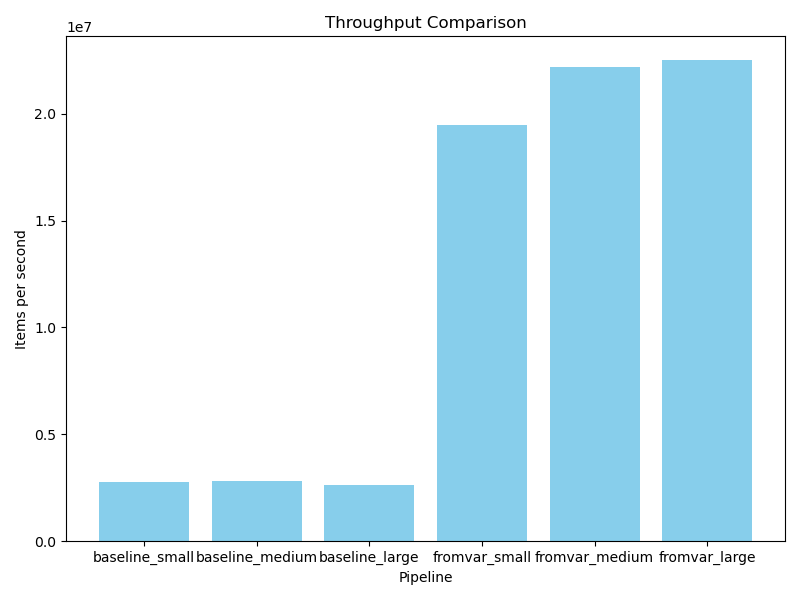 Throughput Comparison
1e7
2.0
1.5
1.0
0.5
0.0
Items per second
baseline_small baseline_medium baseline_large fromvar_small fromvar_medium fromvar_large
Pipeline